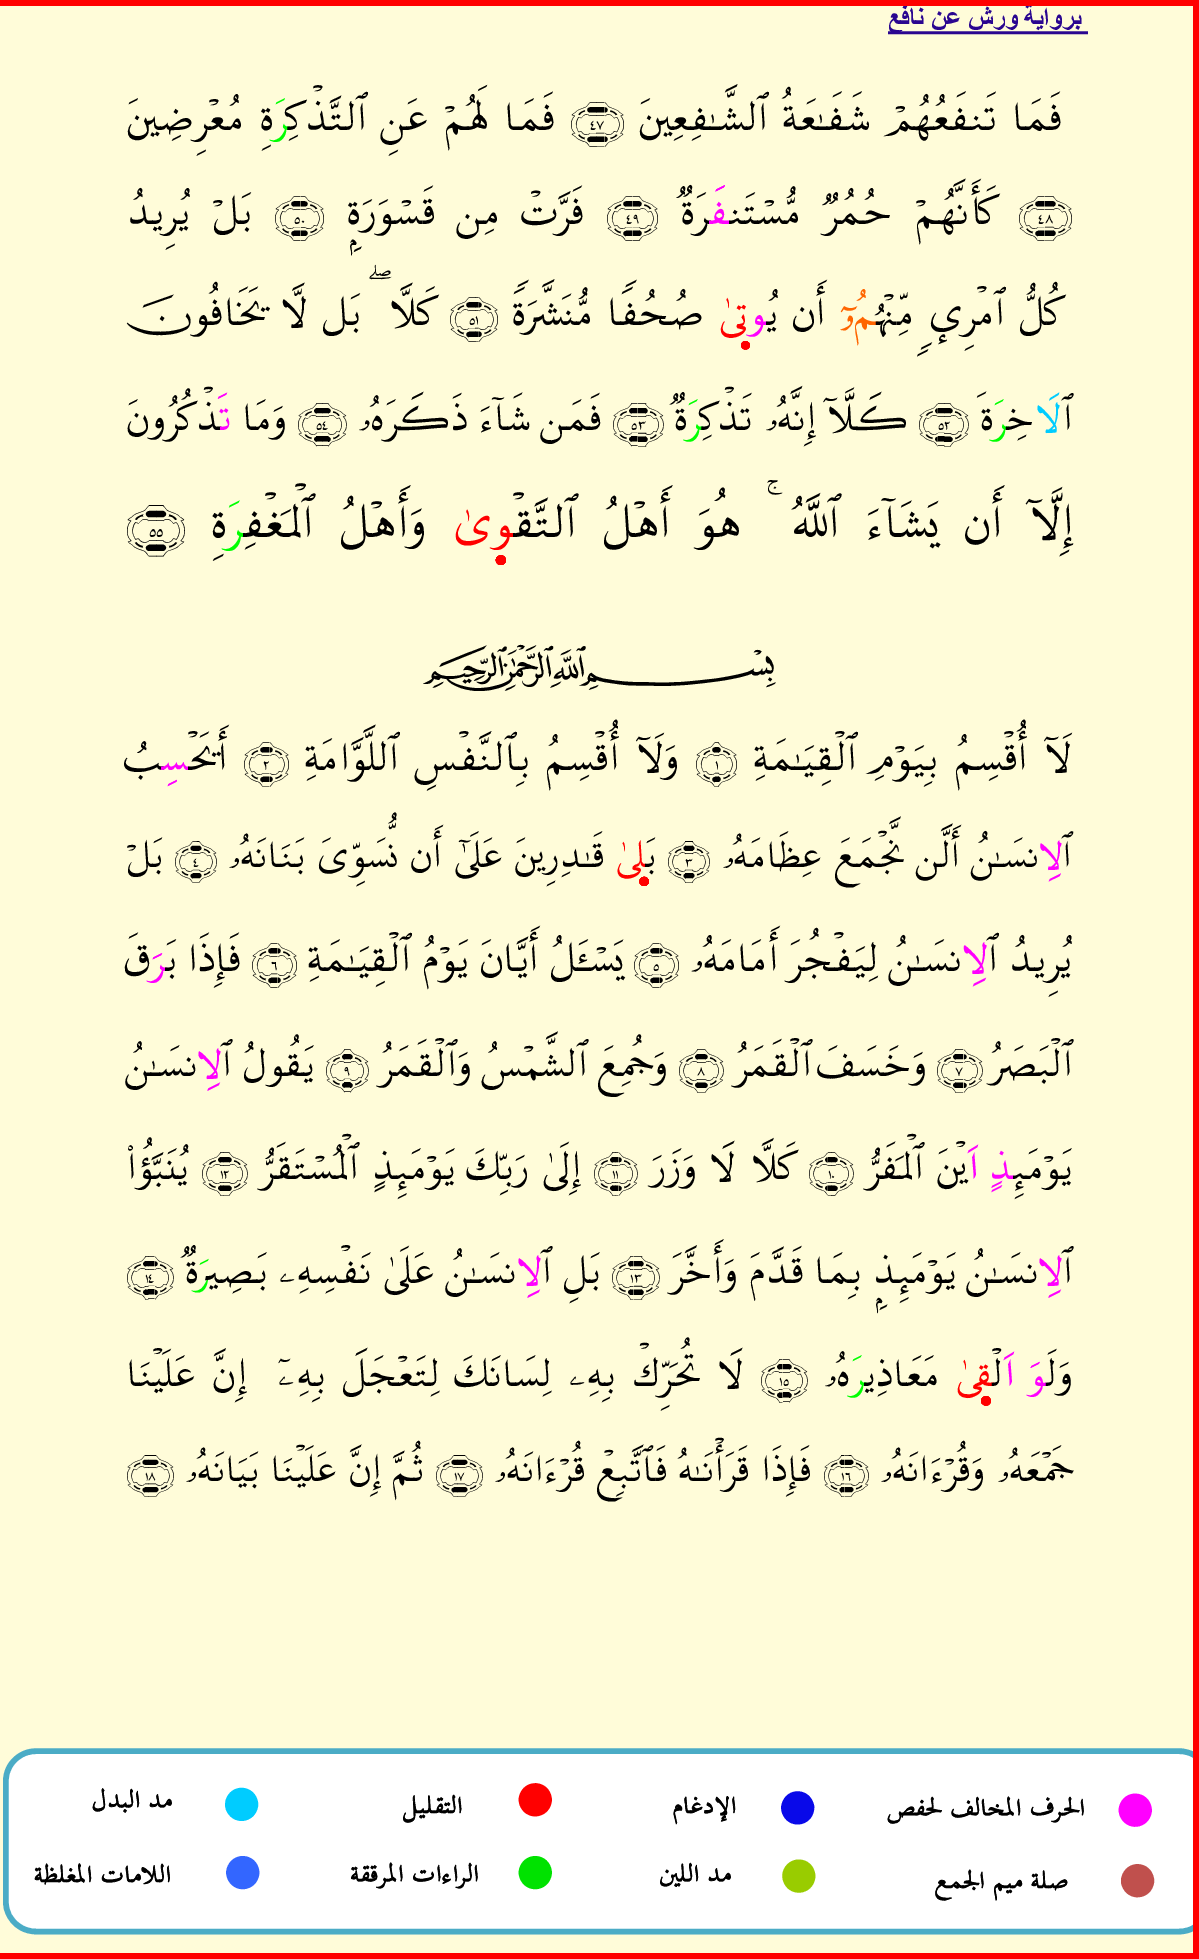 برواية ورش عن نافع
فَمَا تَنفَعُهُمْ شَفَٰعَةُ ٱلشَّٰفِعِينَ ٤٧ فَمَا لَهُمْ عَنِ ٱلتَّذْكِرَةِ مُعْرِضِينَ
٤٨ كَأَنَّهُمْ حُمُرٞ مُّسْتَنفَرَةٞ ٤٩ فَرَّتْ مِن قَسْوَرَةِۭ ٥٠ بَلْ يُرِيدُ
كُلُّ ٱمْرِيٕٖ مِّنْهُمُۥٓ أَن يُوتىٰ صُحُفٗا مُّنَشَّرَةٗ ٥١ كَلَّاۖ بَل لَّا يَخَافُونَ
ٱلَاخِرَةَ ٥٢ كَلَّآ إِنَّهُۥ تَذْكِرَةٞ ٥٣ فَمَن شَآءَ ذَكَرَهُۥ ٥٤ وَمَا تَذْكُرُونَ
إِلَّآ أَن يَشَآءَ ٱللَّهُۚ هُوَ أَهْلُ ٱلتَّقْوىٰ وَأَهْلُ ٱلْمَغْفِرَةِ ٥٥
بِسْمِ ٱللَّهِ ٱلرَّحْمَٰنِ ٱلرَّحِيمِ
لَآ أُقْسِمُ بِيَوْمِ ٱلْقِيَٰمَةِ ١ وَلَآ أُقْسِمُ بِٱلنَّفْسِ ٱللَّوَّامَةِ ٢ أَيَحْسِبُ
ٱلِانسَٰنُ أَلَّن نَّجْمَعَ عِظَامَهُۥ ٣ بَلىٰ قَٰدِرِينَ عَلَىٰٓ أَن نُّسَوِّىَ بَنَانَهُۥ ٤ بَلْ
يُرِيدُ ٱلِانسَٰنُ لِيَفْجُرَ أَمَامَهُۥ ٥ يَسْـَٔلُ أَيَّانَ يَوْمُ ٱلْقِيَٰمَةِ ٦ فَإِذَا بَرَقَ
ٱلْبَصَرُ ٧ وَخَسَفَ ٱلْقَمَرُ ٨ وَجُمِعَ ٱلشَّمْسُ وَٱلْقَمَرُ ٩ يَقُولُ ٱلِانسَٰنُ
يَوْمَئِذٍ اَيْنَ ٱلْمَفَرُّ ١٠ كَلَّا لَا وَزَرَ ١١ إِلَىٰ رَبِّكَ يَوْمَئِذٍ ٱلْمُسْتَقَرُّ ١٢ يُنَبَّؤُاْ
ٱلِانسَٰنُ يَوْمَئِذِۭ بِمَا قَدَّمَ وَأَخَّرَ ١٣ بَلِ ٱلِانسَٰنُ عَلَىٰ نَفْسِهِۦ بَصِيرَةٞ ١٤
وَلَوَ اَلْقىٰ مَعَاذِيرَهُۥ ١٥ لَا تُحَرِّكْ بِهِۦ لِسَانَكَ لِتَعْجَلَ بِهِۦٓ إِنَّ عَلَيْنَا
جَمْعَهُۥ وَقُرْءَانَهُۥ ١٦ فَإِذَا قَرَأْنَٰهُ فَٱتَّبِعْ قُرْءَانَهُۥ ١٧ ثُمَّ إِنَّ عَلَيْنَا بَيَانَهُۥ ١٨
الحرف المخالف لحفص الإدغام التقليل مد البدل
صلة ميم الجمع مد اللين الراءات المرققة اللامات المغلظة